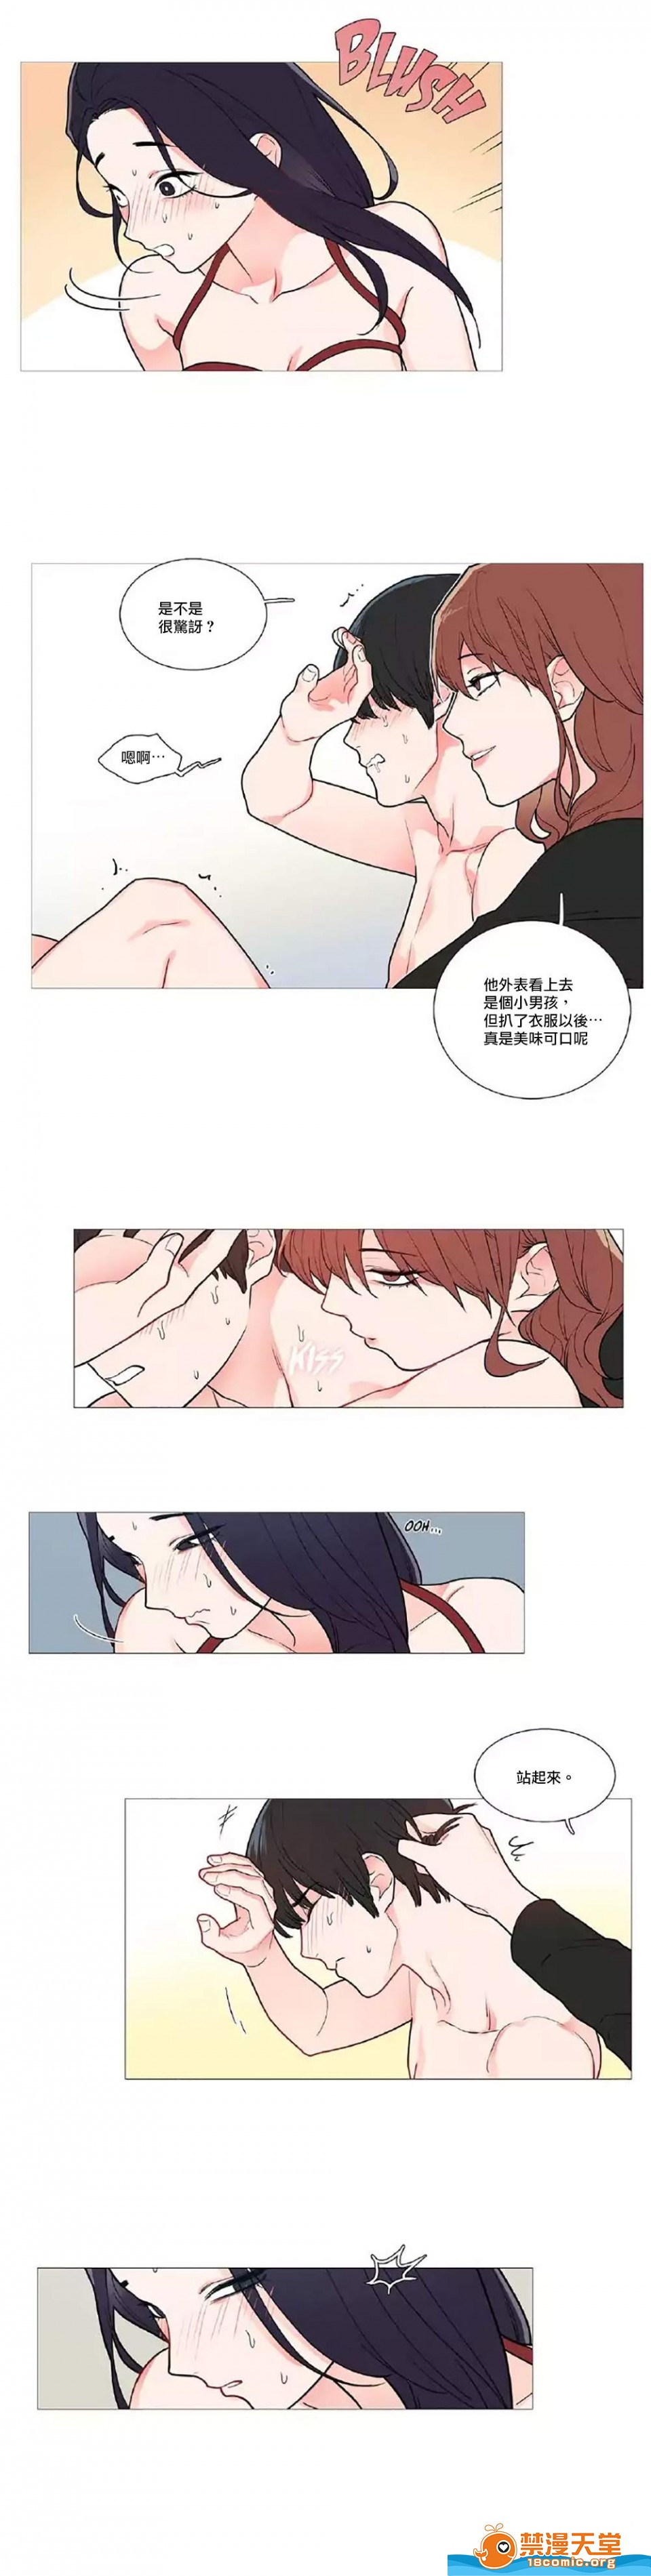 BLUSH
是不是
很驚訝？
嗯啊…
他外表看上去
是個小男孩，
但扒了衣服以後…
真是美味可口呢
KISS
OOH...
站起來。
禁漫天堂
18comic.org